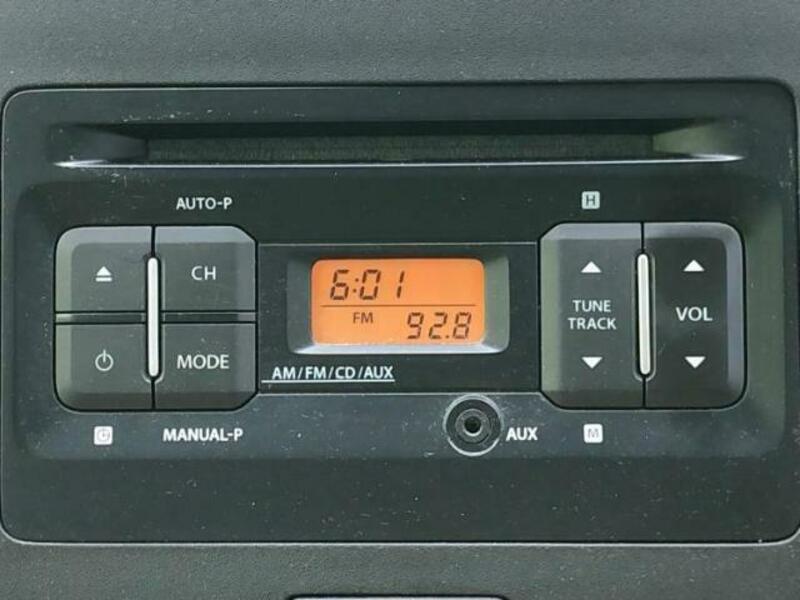 AUTO-P
H
CH
MODE
6:01
FM
92.8
AM/FM/CD/AUX
TUNE
TRACK
VOL
MANUAL-P
AUX
M